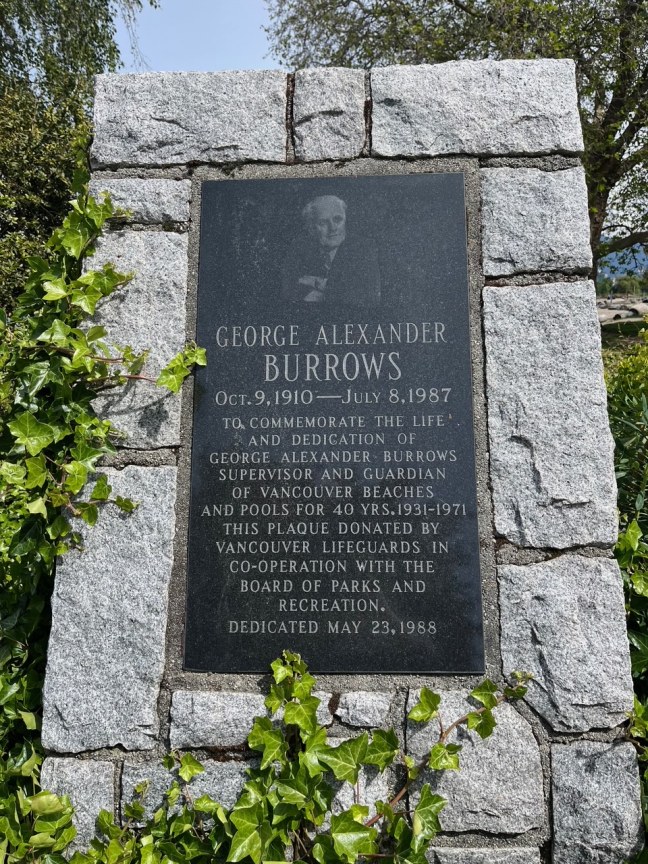 GEORGE ALEXANDER
BURROWS
OCT. 9, 1910—JULY 8, 1987
TO COMMEMORATE THE LIFE
AND DEDICATION OF
GEORGE ALEXANDER BURROWS
SUPERVISOR AND GUARDIAN
OF VANCOUVER BEACHES
AND POOLS FOR 40 YRS. 1931-1971
THIS PLAQUE DONATED BY
VANCOUVER LIFEGUARDS IN
CO-OPERATION WITH THE
BOARD OF PARKS AND
RECREATION.
DEDICATED MAY 23, 1988